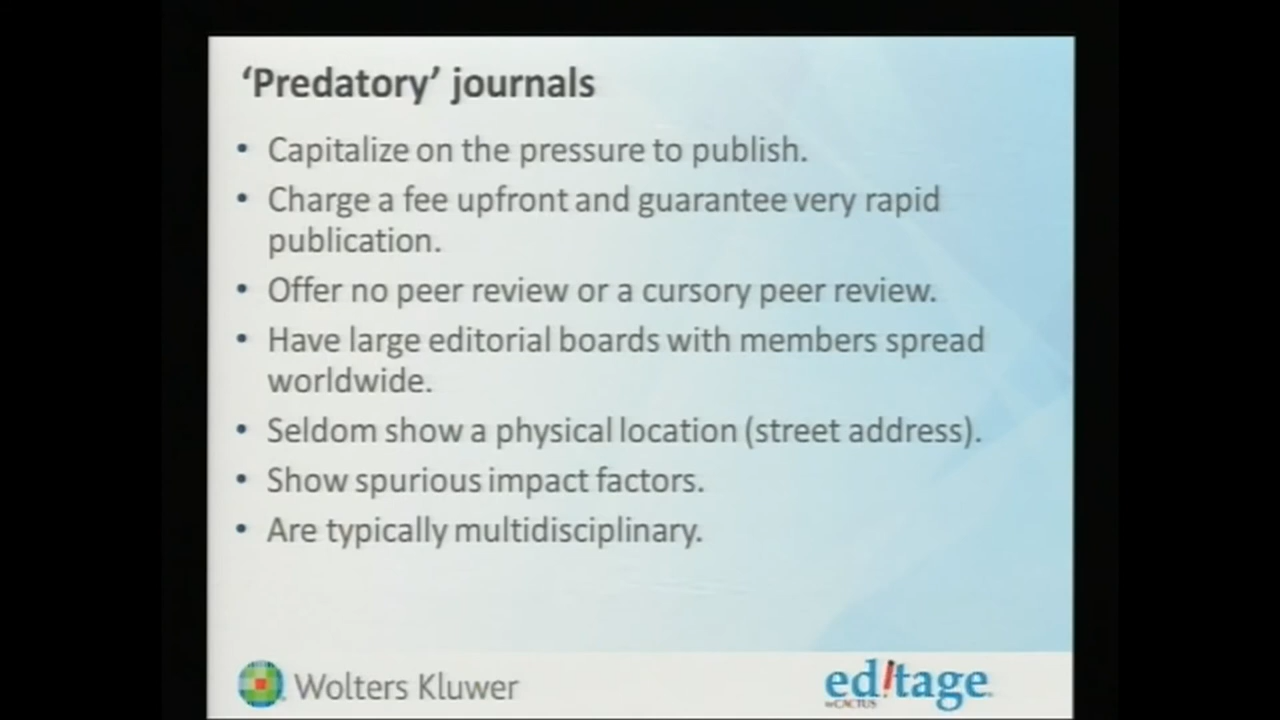 ‘Predatory’ journals
• Capitalize on the pressure to publish.
• Charge a fee upfront and guarantee very rapid
publication.
• Offer no peer review or a cursory peer review.
• Have large editorial boards with members spread
worldwide.
• Seldom show a physical location (street address).
• Show spurious impact factors.
• Are typically multidisciplinary.
Wolters Kluwer
editage
by CACTUS